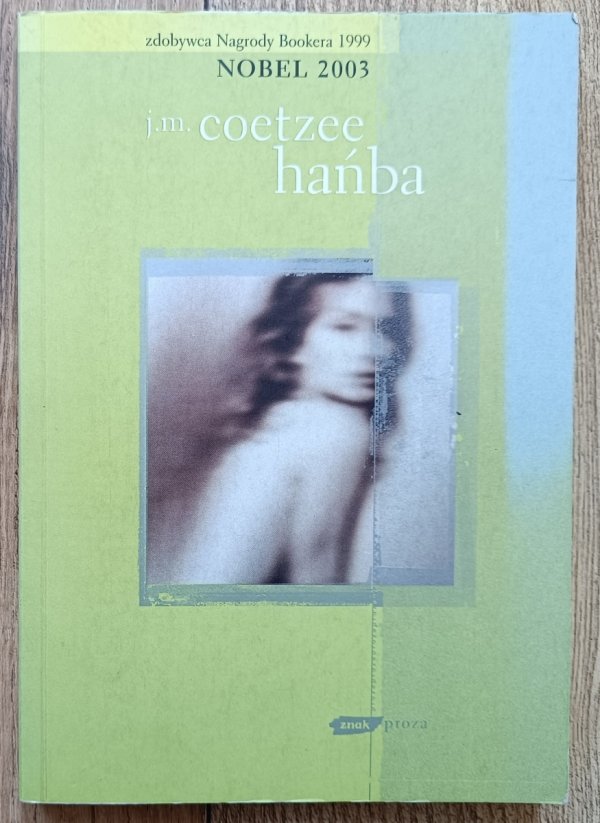 zdobywca Nagrody Bookera 1999
NOBEL 2003
j.m. coetzee
hańba
znak proza